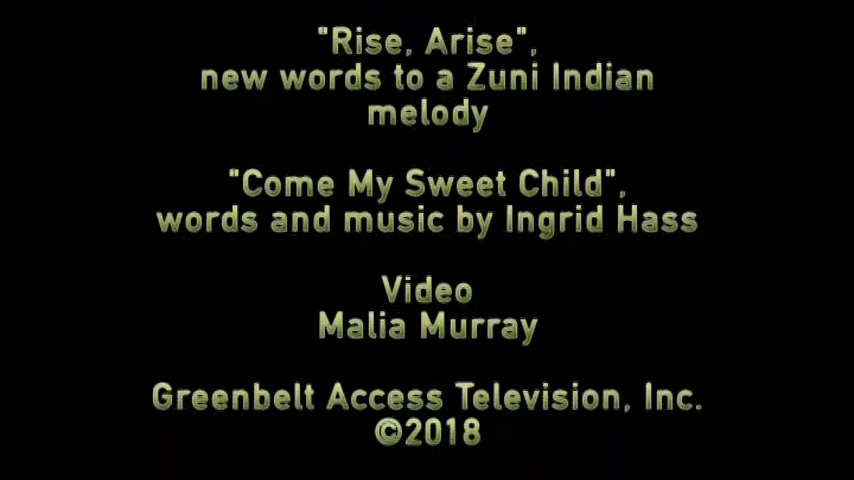 "Rise, Arise",
new words to a Zuni Indian
melody
"Come My Sweet Child",
words and music by Ingrid Hass
Video
Malia Murray
Greenbelt Access Television, Inc.
©2018